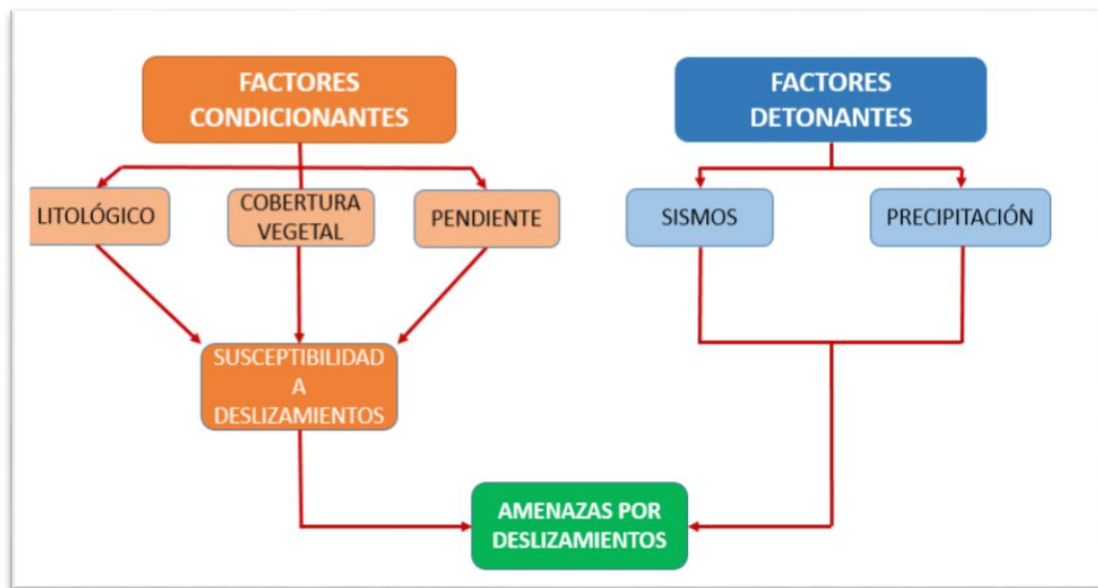 FACTORES
CONDICIONANTES
FACTORES
DETONANTES
LITOLÓGICO
COBERTURA
VEGETAL
PENDIENTE
SISMOS
PRECIPITACIÓN
SUSCEPTIBILIDAD
A
DESLIZAMIENTOS
AMENAZAS POR
DESLIZAMIENTOS